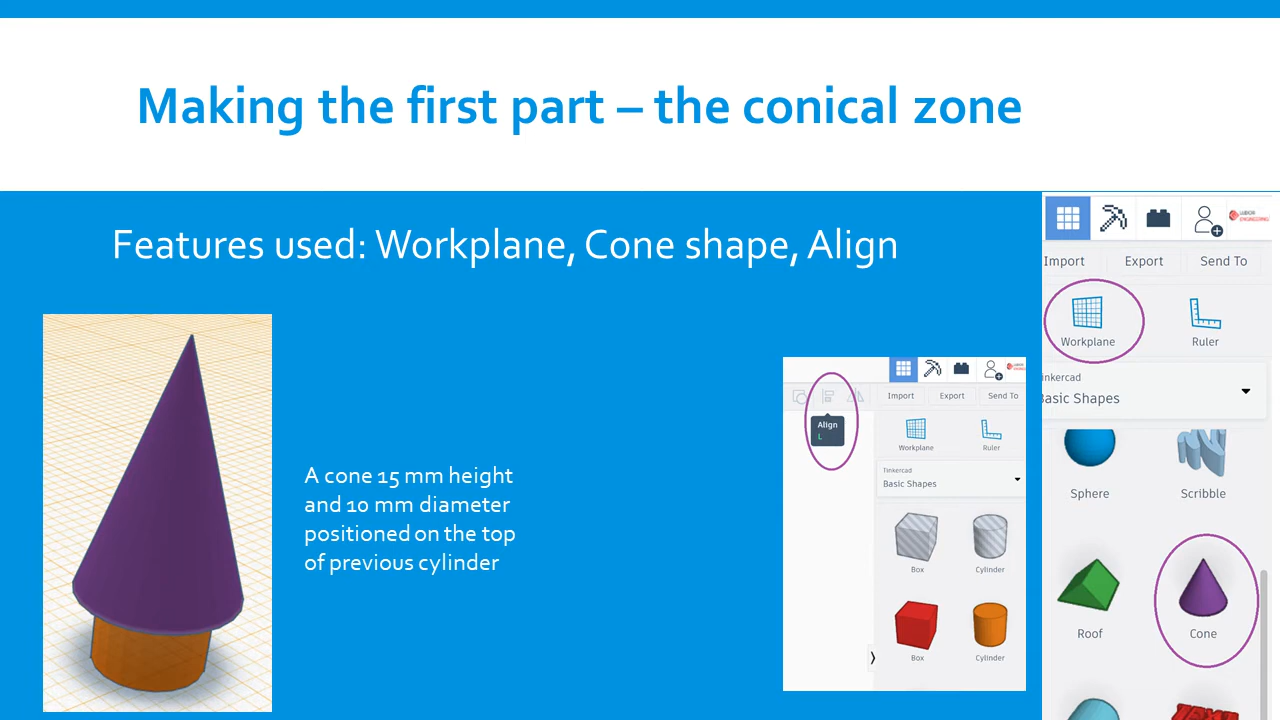 Making the first part – the conical zone
Features used: Workplane, Cone shape, Align
A cone 15 mm height
and 10 mm diameter
positioned on the top
of previous cylinder
Align
L
Import Export Send To
Workplane Ruler
Tinkercad
Basic Shapes
Box Cylinder
Box Cylinder
Import Export Send To
Workplane Ruler
inkercad
Basic Shapes
Sphere Scribble
Roof Cone